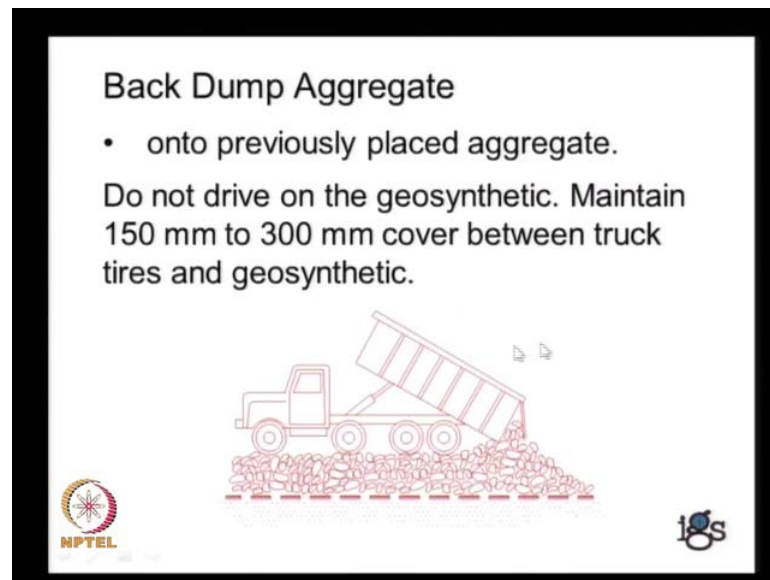 Back Dump Aggregate
• onto previously placed aggregate.
Do not drive on the geosynthetic. Maintain
150 mm to 300 mm cover between truck
tires and geosynthetic.
NPTEL
igs